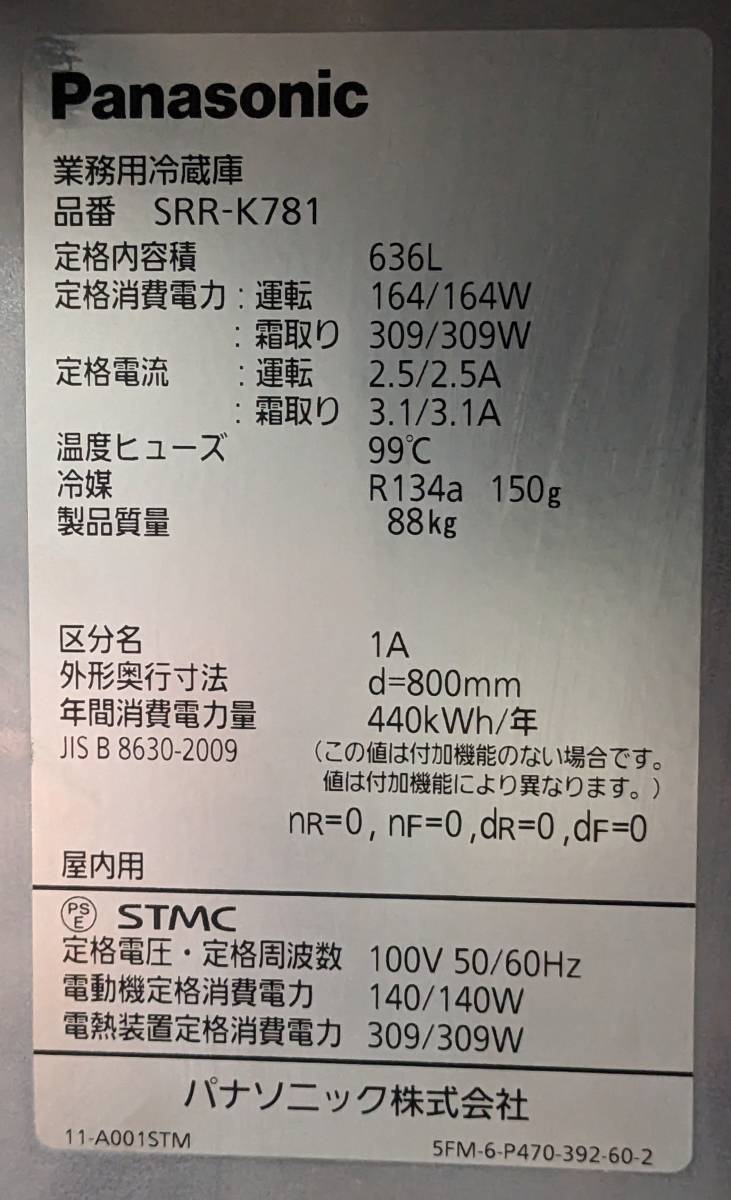 Panasonic
業務用冷蔵庫
品番 SRR-K781
定格内容積 636L
定格消費電力：運転 164/164W
：霜取り 309/309W
定格電流 ：運転 2.5/2.5A
：霜取り 3.1/3.1A
温度ヒューズ 99℃
冷媒 R134a 150g
製品質量 88kg
区分名 1A
外形奥行寸法 d=800mm
年間消費電力量 440kWh/年
JIS B 8630-2009 （この値は付加機能のない場合です。
値は付加機能により異なります。）
nR=0, nF=0,dR=0,dF=0
屋内用
PSE STMC
定格電圧・定格周波数 100V 50/60Hz
電動機定格消費電力 140/140W
電熱装置定格消費電力 309/309W
パナソニック株式会社
11-A001STM 5FM-6-P470-392-60-2